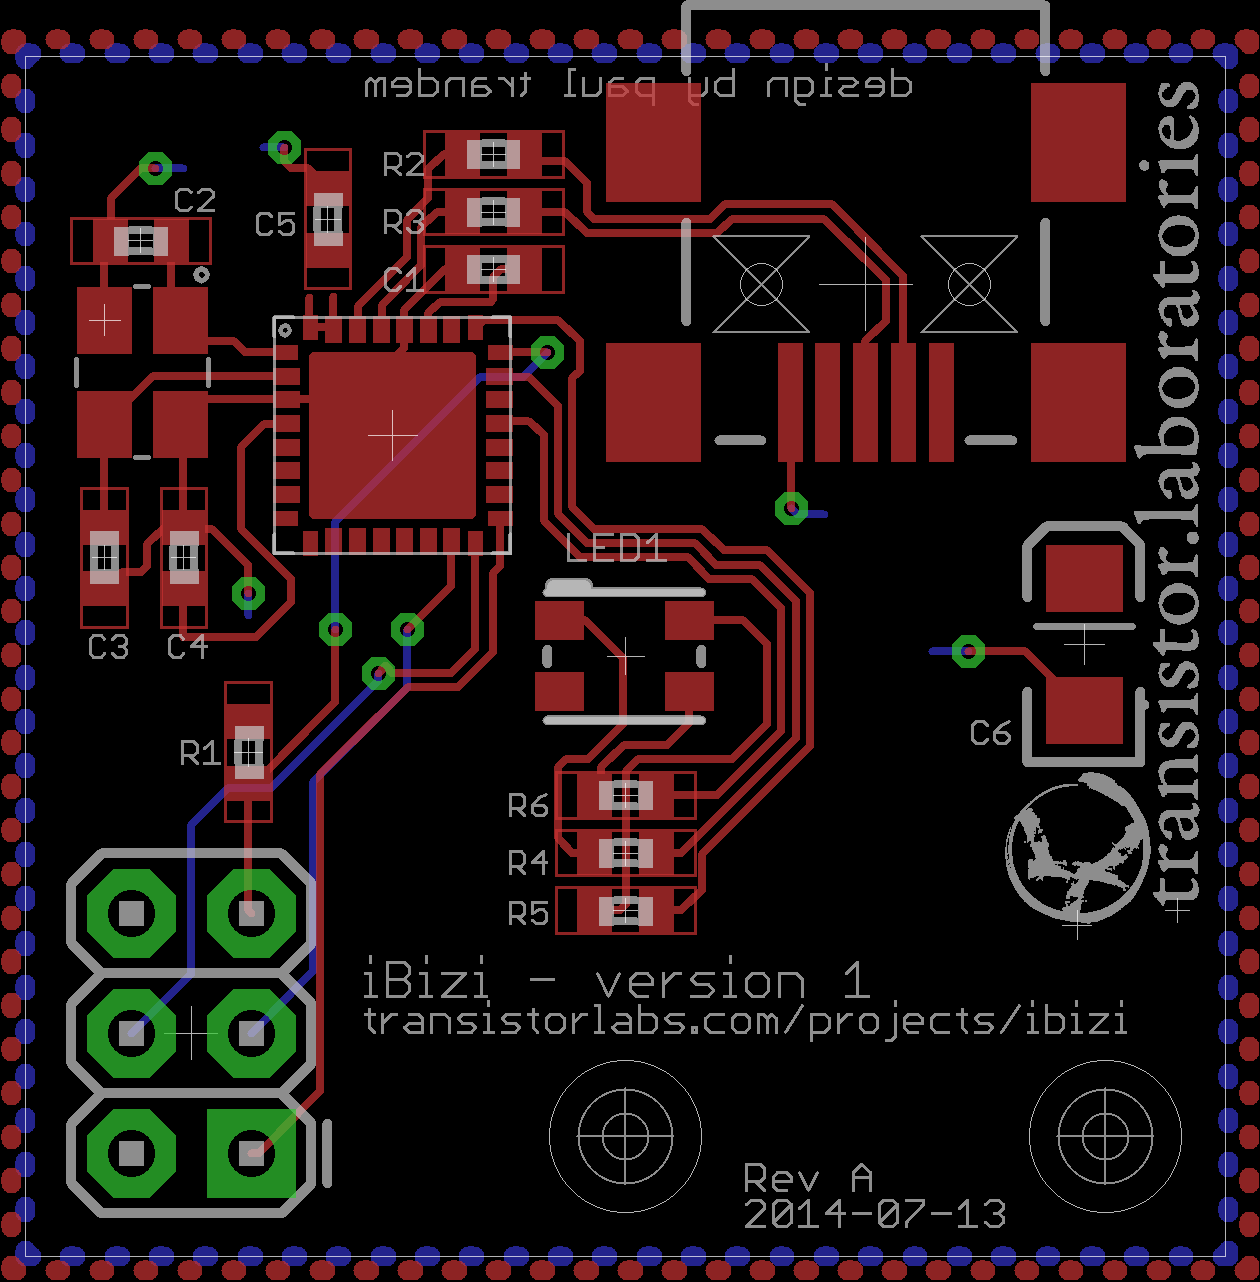 design by paul trandem
R2
C2
C5
R3
C1
LED1
C3
C4
C6
R1
R6
R4
R5
transistor.laboratories
iBizi - version 1
transistorlabs.com/projects/ibizi
Rev A
2014-07-13